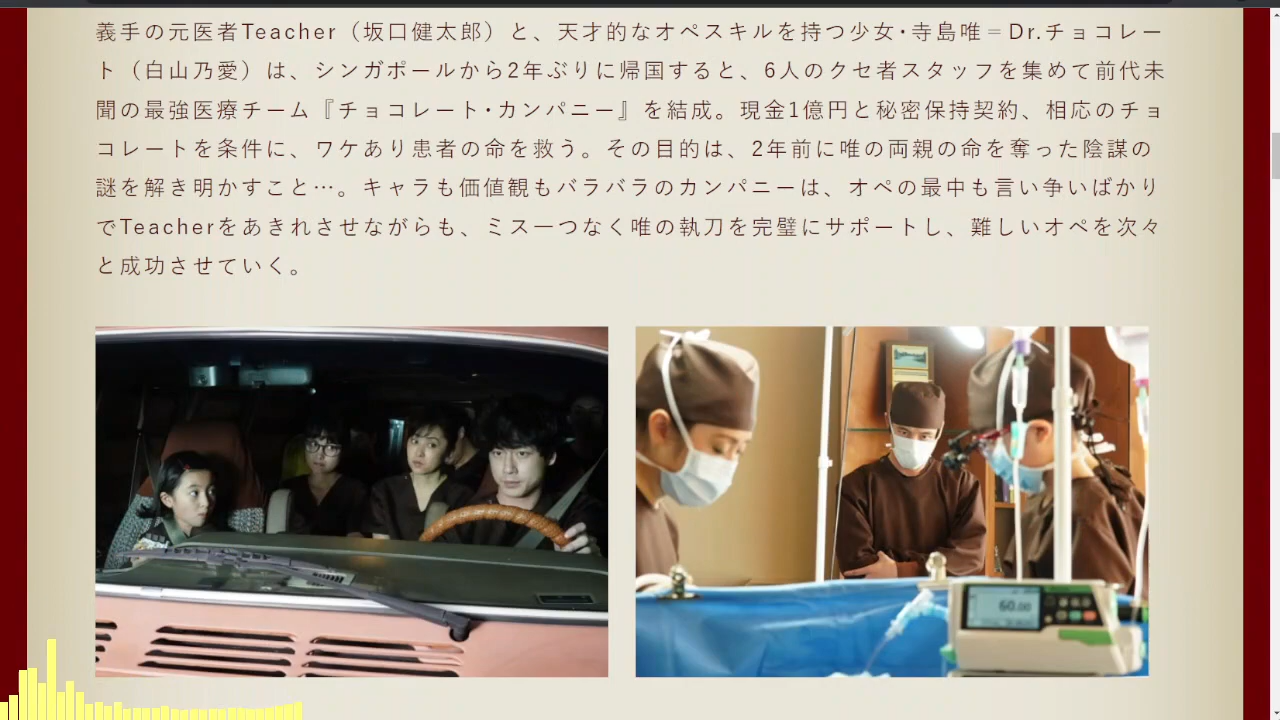 義手の元医者Teacher（坂口健太郎）と、天才的なオペスキルを持つ少女・寺島唯＝Dr.チョコレー
ト（白山乃愛）は、シンガポールから2年ぶりに帰国すると、6人のクセ者スタッフを集めて前代未
聞の最強医療チーム『チョコレート・カンパニー』を結成。現金1億円と秘密保持契約、相応のチョ
コレートを条件に、ワケあり患者の命を救う。その目的は、2年前に唯の両親の命を奪った陰謀の
謎を解き明かすこと…。キャラも価値観もバラバラのカンパニーは、オペの最中も言い争いばかり
でTeacherをあきれさせながらも、ミス一つなく唯の執刀を完璧にサポートし、難しいオペを次々
と成功させていく。
60.00